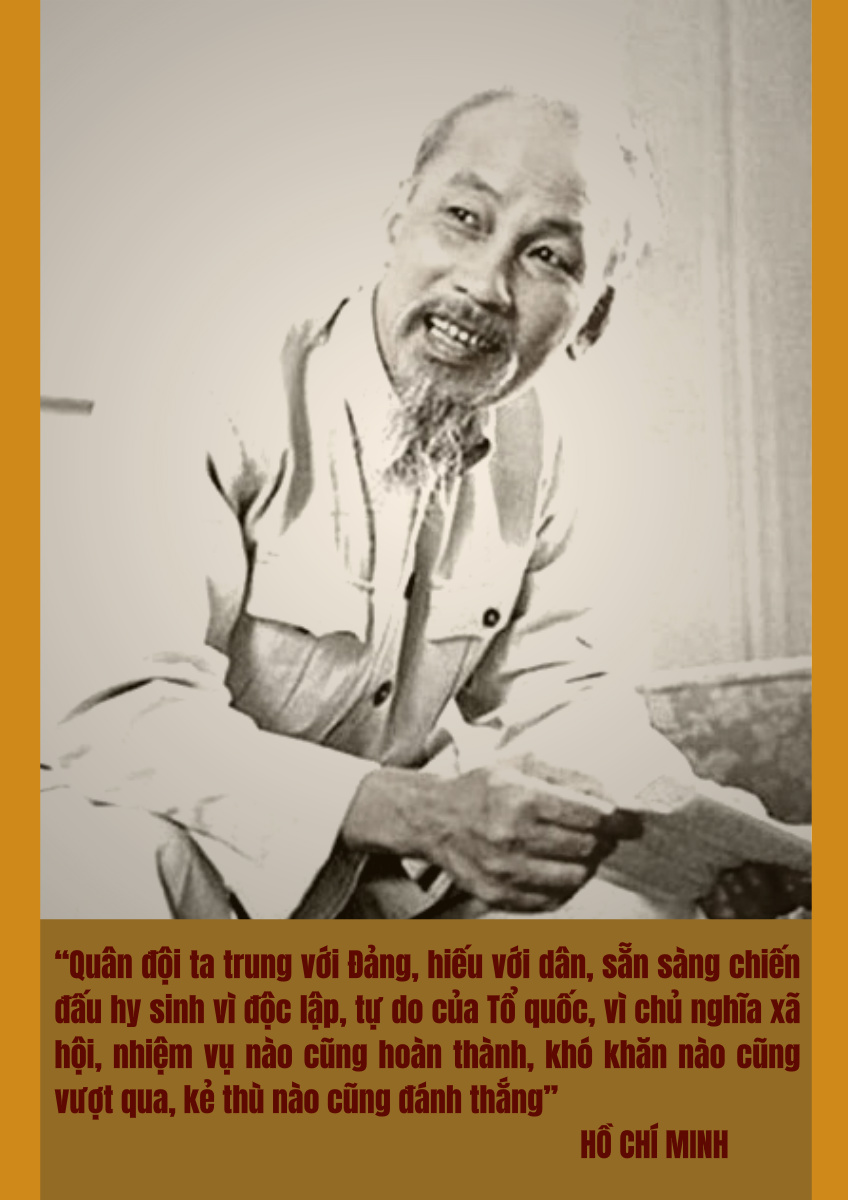 “Quân đội ta trung với Đảng, hiếu với dân, sẵn sàng chiến
đấu hy sinh vì độc lập, tự do của Tổ quốc, vì chủ nghĩa xã
hội, nhiệm vụ nào cũng hoàn thành, khó khăn nào cũng
vượt qua, kẻ thù nào cũng đánh thắng”
HỒ CHÍ MINH